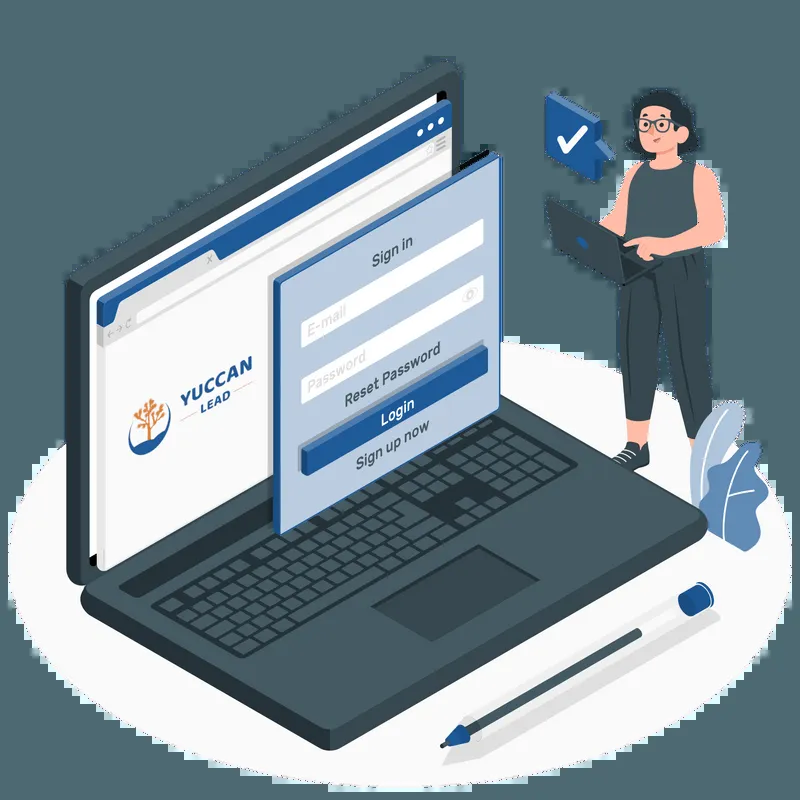 YUCCAN
LEAD
Sign in
E-mail
Password
Reset Password
Login
Sign up now